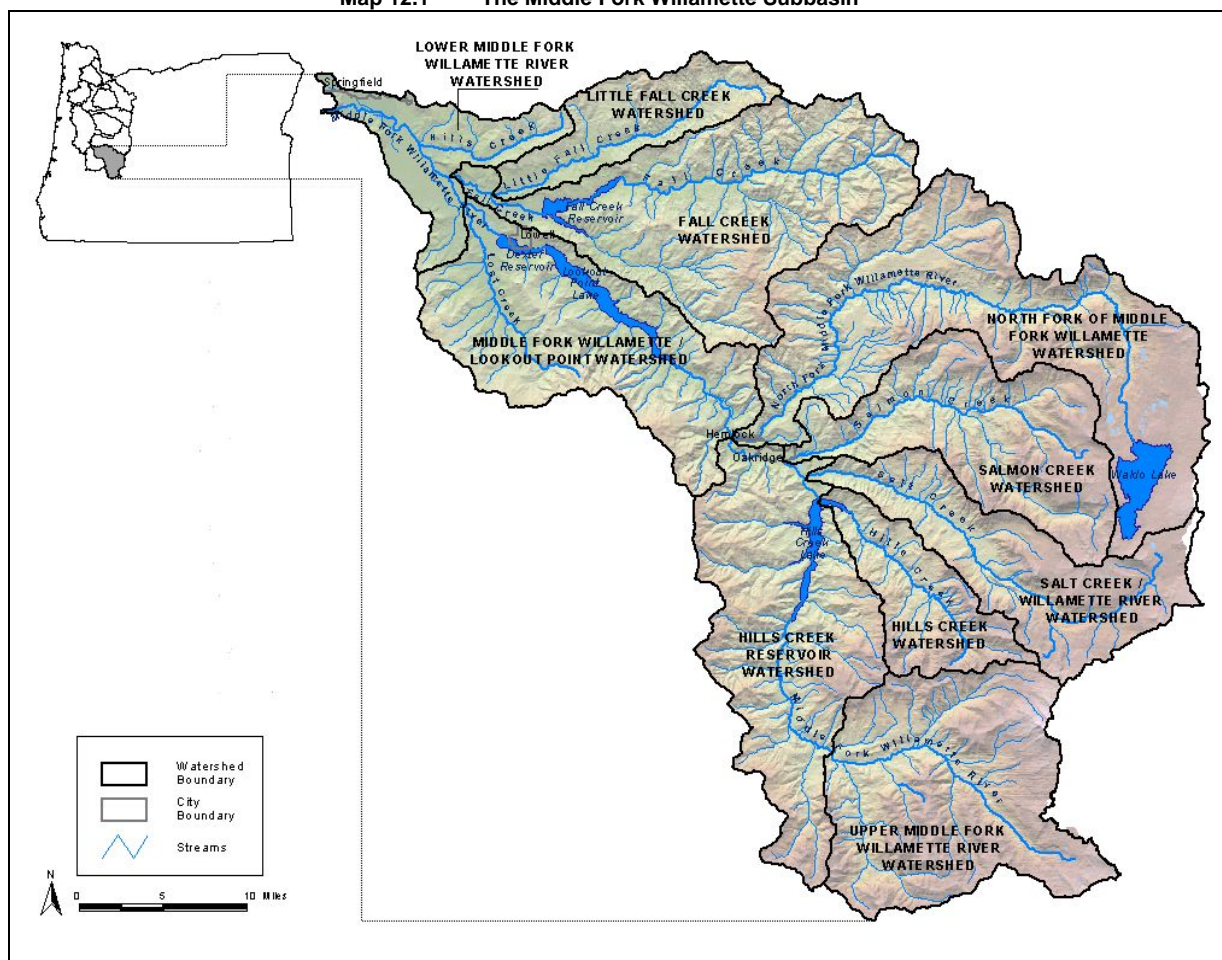 Map 12.1 The Middle Fork Willamette Subbasin
LOWER MIDDLE FORK
WILLAMETTE RIVER
WATERSHED
Springfield
LITTLE FALL CREEK
WATERSHED
Middle Fork Willamette River
Hills Creek
Little Fall Creek
Fall Creek
Fall Creek
Reservoir
Fall Creek
FALL CREEK
WATERSHED
Lowell
Dexter
Reservoir
Lookout
Point
Lake
Lost Creek
MIDDLE FORK WILLAMETTE /
LOOKOUT POINT WATERSHED
North Fork Middle Fork Willamette River
NORTH FORK OF MIDDLE
FORK WILLAMETTE
WATERSHED
Hemlock
Oakridge
Salmon Creek
SALMON CREEK
WATERSHED
Waldo Lake
Salt Creek
SALT CREEK /
WILLAMETTE RIVER
WATERSHED
Hills
Creek
Lake
Hills Creek
HILLS CREEK
WATERSHED
HILLS CREEK
RESERVOIR
WATERSHED
Middle Fork Willamette River
UPPER MIDDLE FORK
WILLAMETTE RIVER
WATERSHED
Watershed
Boundary
City
Boundary
Streams
N
0 5 10 Miles